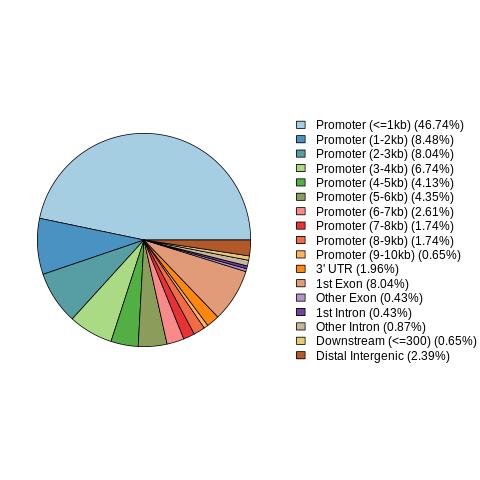 Promoter (<=1kb) (46.74%)
Promoter (1-2kb) (8.48%)
Promoter (2-3kb) (8.04%)
Promoter (3-4kb) (6.74%)
Promoter (4-5kb) (4.13%)
Promoter (5-6kb) (4.35%)
Promoter (6-7kb) (2.61%)
Promoter (7-8kb) (1.74%)
Promoter (8-9kb) (1.74%)
Promoter (9-10kb) (0.65%)
3' UTR (1.96%)
1st Exon (8.04%)
Other Exon (0.43%)
1st Intron (0.43%)
Other Intron (0.87%)
Downstream (<=300) (0.65%)
Distal Intergenic (2.39%)